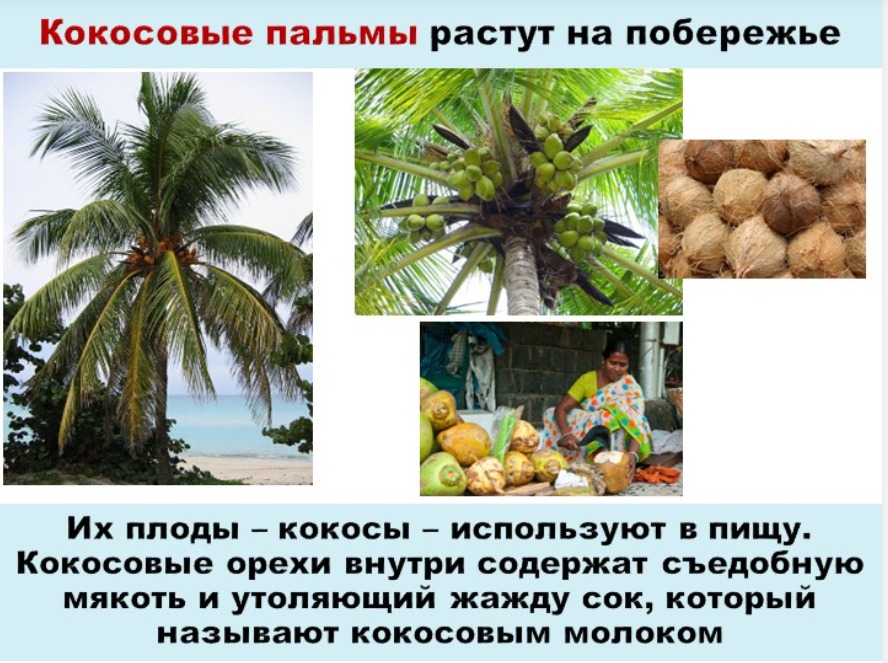 Кокосовые пальмы растут на побережье
Их плоды – кокосы – используют в пищу.
Кокосовые орехи внутри содержат съедобную
мякоть и утоляющий жажду сок, который
называют кокосовым молоком